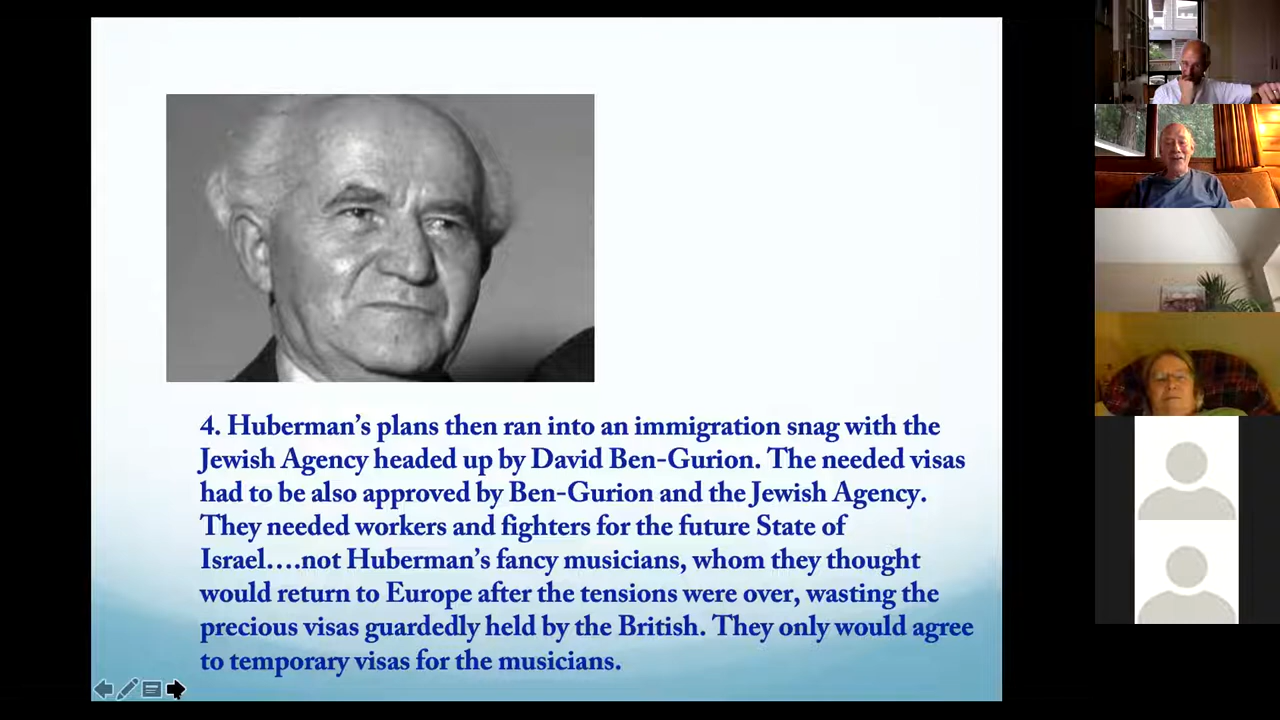 4. Huberman’s plans then ran into an immigration snag with the
Jewish Agency headed up by David Ben-Gurion. The needed visas
had to be also approved by Ben-Gurion and the Jewish Agency.
They needed workers and fighters for the future State of
Israel….not Huberman’s fancy musicians, whom they thought
would return to Europe after the tensions were over, wasting the
precious visas guardedly held by the British. They only would agree
to temporary visas for the musicians.